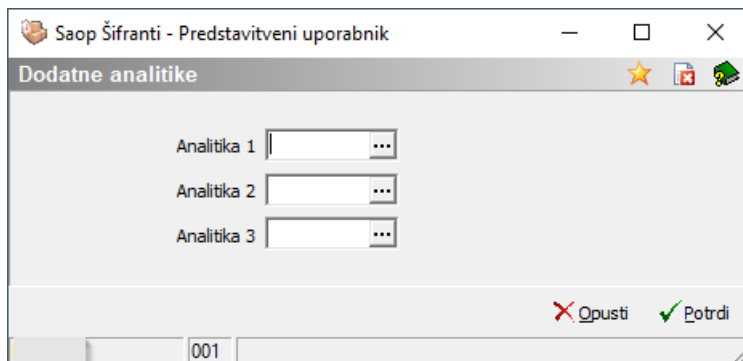 Saop Šifranti - Predstavitveni uporabnik
Dodatne analitike
Analitika 1
Analitika 2
Analitika 3
Opusti Potrdi
001